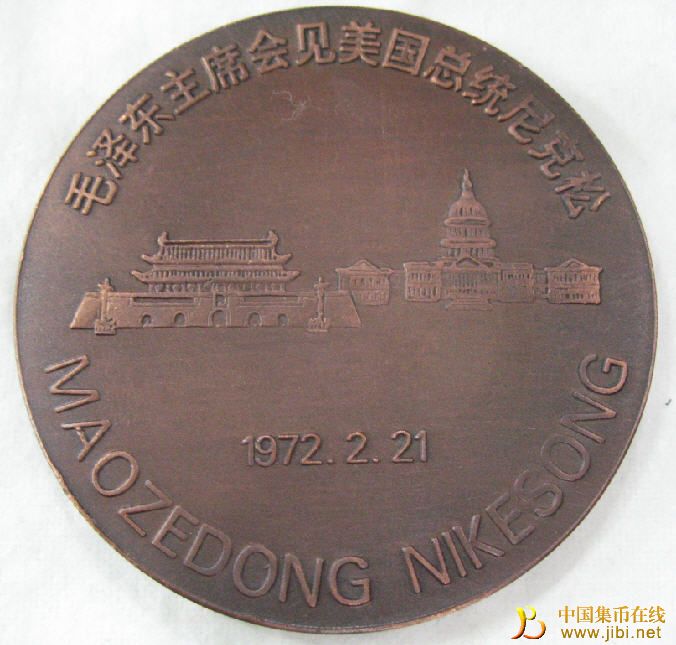 毛泽东主席会见美国总统尼克松
1972.2.21
MAOZEDONG NIKESONG
中国集币在线
www.jibi.net